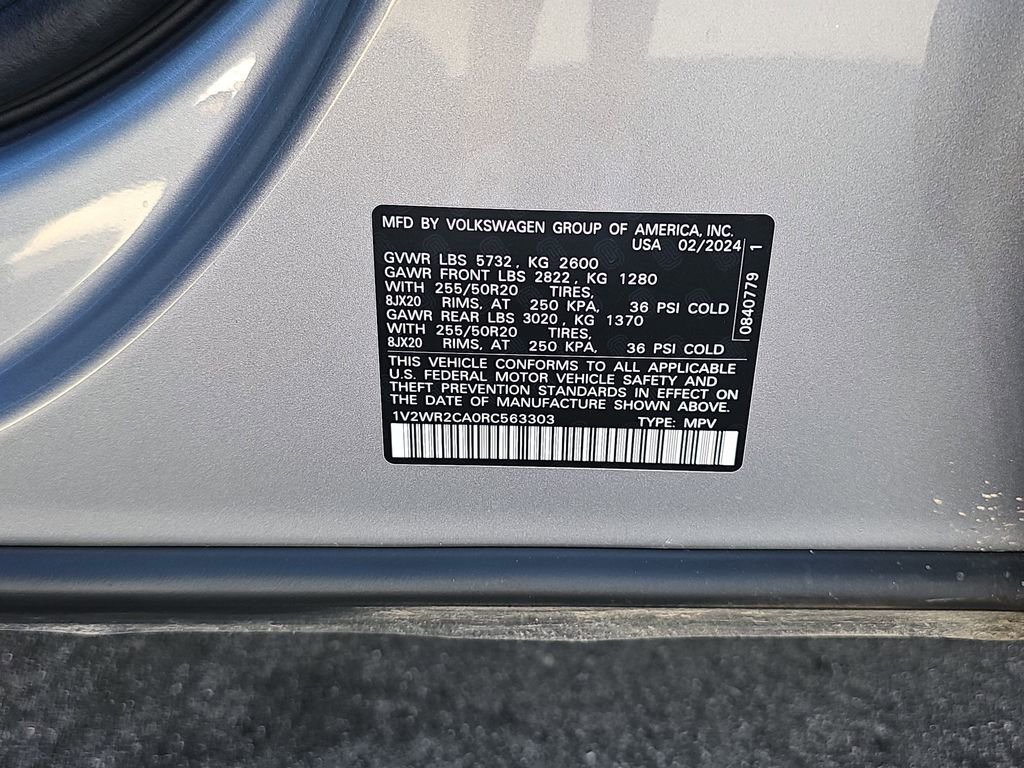 MFD BY VOLKSWAGEN GROUP OF AMERICA, INC.
USA 02/2024
GVWR LBS 5732, KG 2600
GAWR FRONT LBS 2822, KG 1280
WITH 255/50R20 TIRES,
8JX20 RIMS, AT 250 KPA, 36 PSI COLD
GAWR REAR LBS 3020, KG 1370
WITH 255/50R20 TIRES,
8JX20 RIMS, AT 250 KPA, 36 PSI COLD
0840779 1
THIS VEHICLE CONFORMS TO ALL APPLICABLE
U.S. FEDERAL MOTOR VEHICLE SAFETY AND
THEFT PREVENTION STANDARDS IN EFFECT ON
THE DATE OF MANUFACTURE SHOWN ABOVE.
1V2WR2CA0RC563303 TYPE: MPV